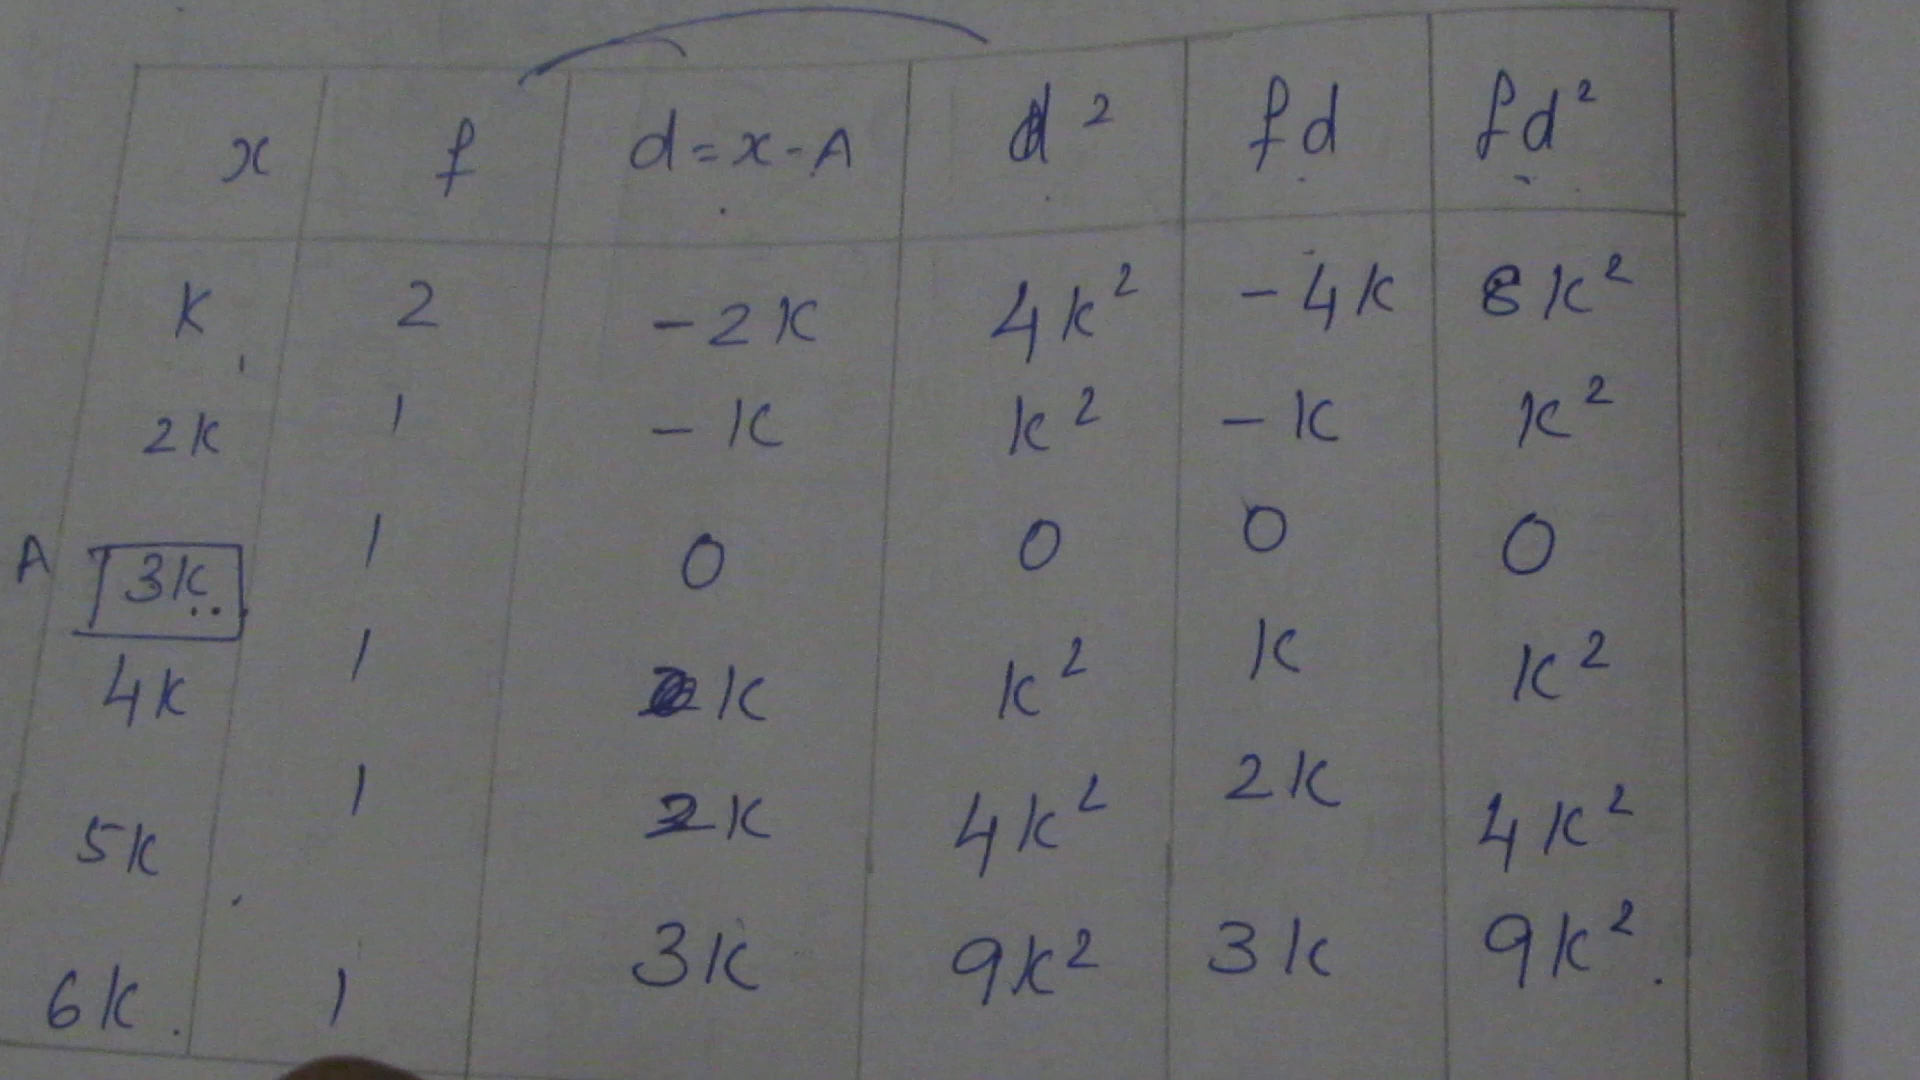 x f d=x-A d² fd fd²
K 2 -2K 4K² -4K 8K²
2K 1 -K K² -K K²
A 3K 1 0 0 0 0
4K 1 K K² K K²
5K 1 2K 4K² 2K 4K²
6K 1 3K 9K² 3K 9K²